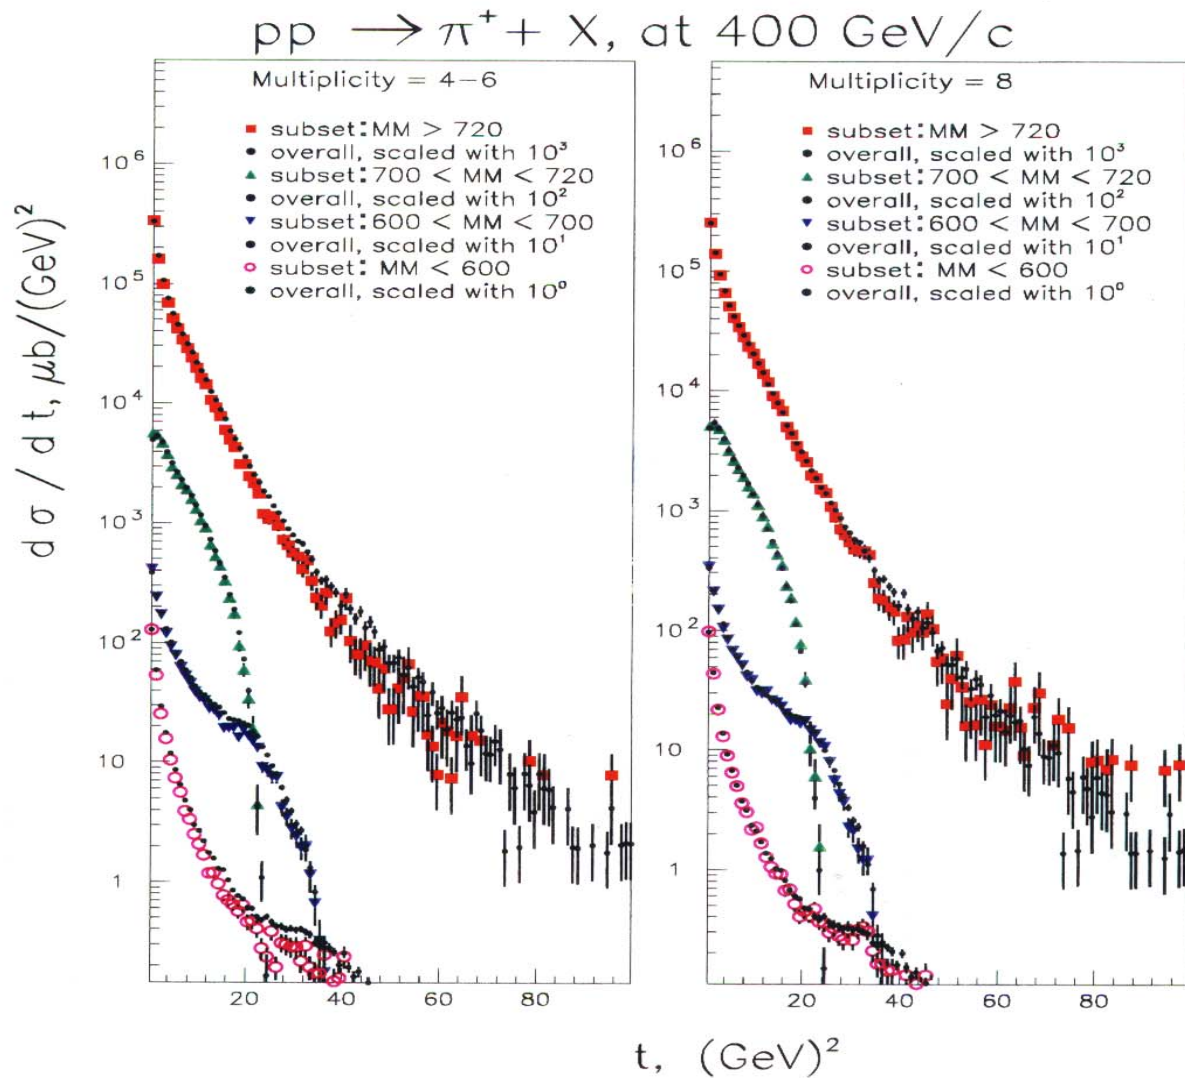 pp → π⁺ + X, at 400 GeV/c
Multiplicity = 4-6
subset: MM > 720
overall, scaled with 10³
subset: 700 < MM < 720
overall, scaled with 10²
subset: 600 < MM < 700
overall, scaled with 10¹
subset: MM < 600
overall, scaled with 10⁰
Multiplicity = 8
subset: MM > 720
overall, scaled with 10³
subset: 700 < MM < 720
overall, scaled with 10²
subset: 600 < MM < 700
overall, scaled with 10¹
subset: MM < 600
overall, scaled with 10⁰
dσ/dt, μb/(GeV)²
10⁶
10⁵
10⁴
10³
10²
10
1
20 40 60 80
10⁶
10⁵
10⁴
10³
10²
10
1
20 40 60 80
t, (GeV)²